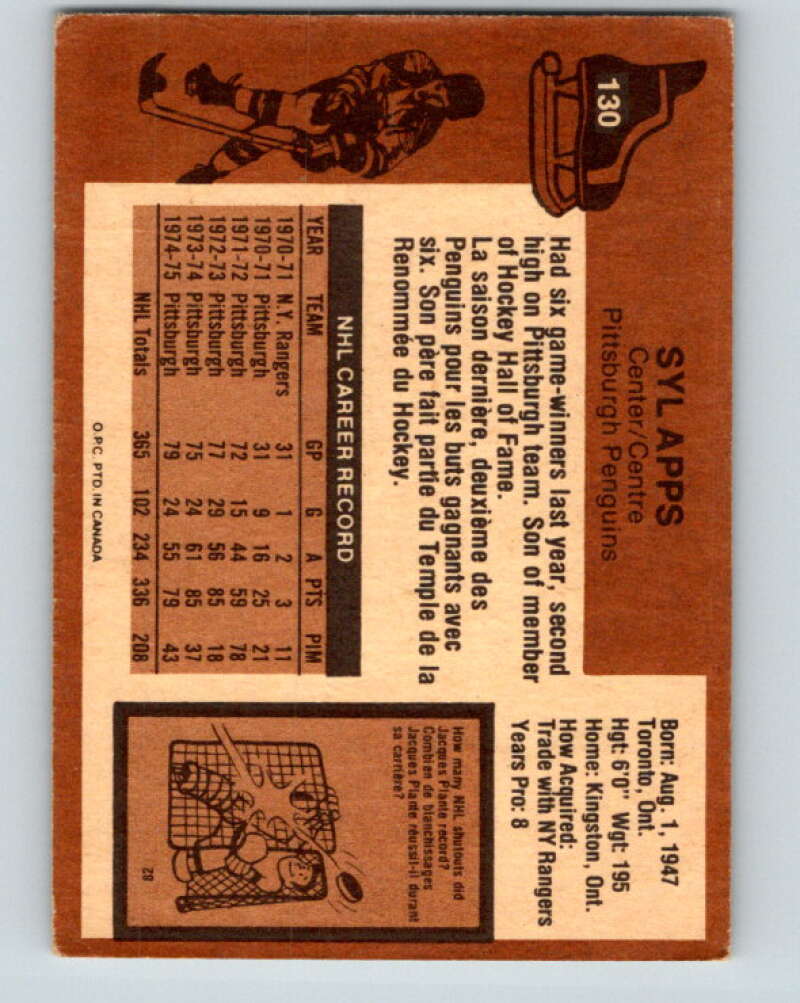 130
SYL APPS
Center/Centre
Pittsburgh Penguins
Had six game-winners last year, second
high on Pittsburgh team. Son of member
of Hockey Hall of Fame.
La saison dernière, deuxième des
Penguins pour les buts gagnants avec
six. Son père fait partie du Temple de la
Renommée du Hockey.
Born: Aug. 1, 1947
Toronto, Ont.
Hgt: 6'0" Wgt: 195
Home: Kingston, Ont.
How Acquired:
Trade with NY Rangers
Years Pro: 8
NHL CAREER RECORD
YEAR TEAM GP G A PTS PIM
1970-71 N.Y. Rangers 31 1 2 3 11
1970-71 Pittsburgh 31 9 16 25 21
1971-72 Pittsburgh 72 15 44 59 78
1972-73 Pittsburgh 77 29 56 85 18
1973-74 Pittsburgh 75 24 61 85 37
1974-75 Pittsburgh 79 24 55 79 43
NHL Totals 365 102 234 336 208
How many NHL shutouts did
Jacques Plante record?
Combien de blanchissages
Jacques Plante réussit-il durant
sa carrière?
82
O.P.C. PTD. IN CANADA